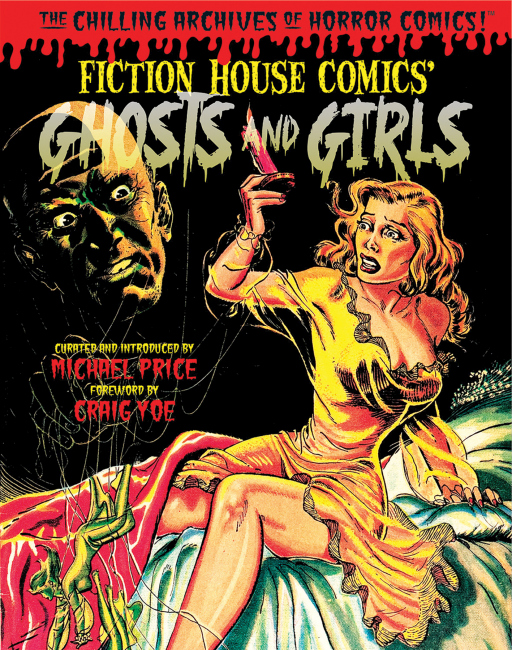 THE CHILLING ARCHIVES OF HORROR COMICS!™
FICTION HOUSE COMICS'
GHOSTS AND GIRLS
CURATED AND INTRODUCED BY
MICHAEL PRICE
FOREWORD BY
CRAIG YOE